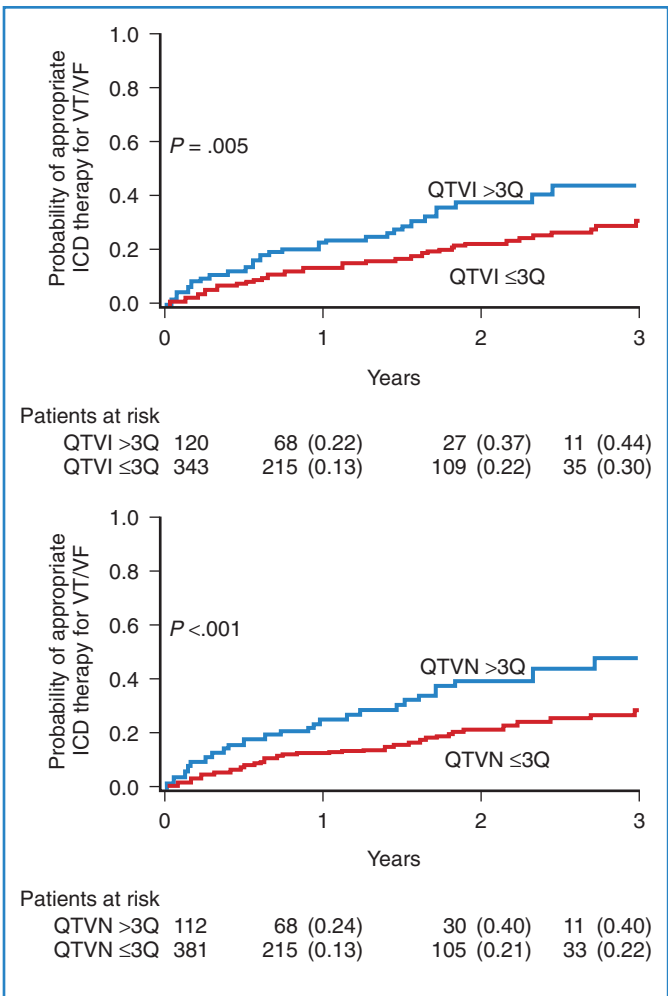 Probability of appropriate
ICD therapy for VT/VF
1.0
0.8
0.6
0.4
0.2
0.0
P = .005
QTVI >3Q
QTVI ≤3Q
0 1 2 3
Years
Patients at risk
QTVI >3Q 120 68 (0.22) 27 (0.37) 11 (0.44)
QTVI ≤3Q 343 215 (0.13) 109 (0.22) 35 (0.30)
Probability of appropriate
ICD therapy for VT/VF
1.0
0.8
0.6
0.4
0.2
0.0
P <.001
QTVN >3Q
QTVN ≤3Q
0 1 2 3
Years
Patients at risk
QTVN >3Q 112 68 (0.24) 30 (0.40) 11 (0.40)
QTVN ≤3Q 381 215 (0.13) 105 (0.21) 33 (0.22)